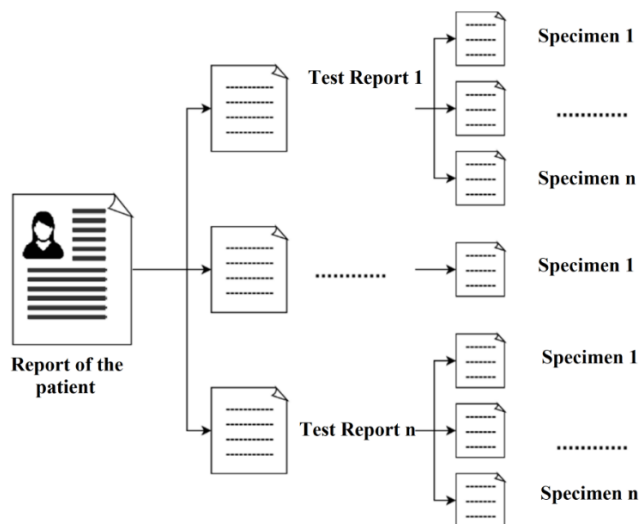 Specimen 1
Test Report 1
............
Specimen n
............
Specimen 1
Report of the
patient
Specimen 1
Test Report n
............
Specimen n